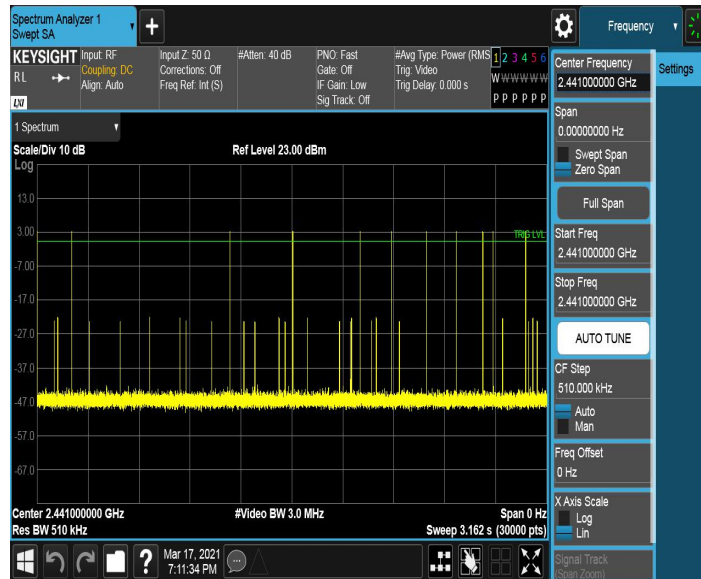 Spectrum Analyzer 1
Swept SA
Frequency
KEYSIGHT
RL
LXI
Input: RF
Coupling: DC
Align: Auto
Input Z: 50 Ω
Corrections: Off
Freq Ref: Int (S)
#Atten: 40 dB
PNO: Fast
Gate: Off
IF Gain: Low
Sig Track: Off
#Avg Type: Power (RMS
Trig: Video
Trig Delay: 0.000 s
1 2 3 4 5 6
W W W W W W
P P P P P P
Center Frequency
2.441000000 GHz
Settings
Span
0.00000000 Hz
Swept Span
Zero Span
Full Span
Start Freq
2.441000000 GHz
Stop Freq
2.441000000 GHz
AUTO TUNE
CF Step
510.000 kHz
Auto
Man
Freq Offset
0 Hz
X Axis Scale
Log
Lin
Signal Track
(Span Zoom)
1 Spectrum
Scale/Div 10 dB
Ref Level 23.00 dBm
Log
13.0
3.00
TRIG LVL
-7.00
-17.0
-27.0
-37.0
-47.0
-57.0
-67.0
Center 2.441000000 GHz
#Video BW 3.0 MHz
Span 0 Hz
Res BW 510 kHz
Sweep 3.162 s (30000 pts)
Mar 17, 2021
7:11:34 PM